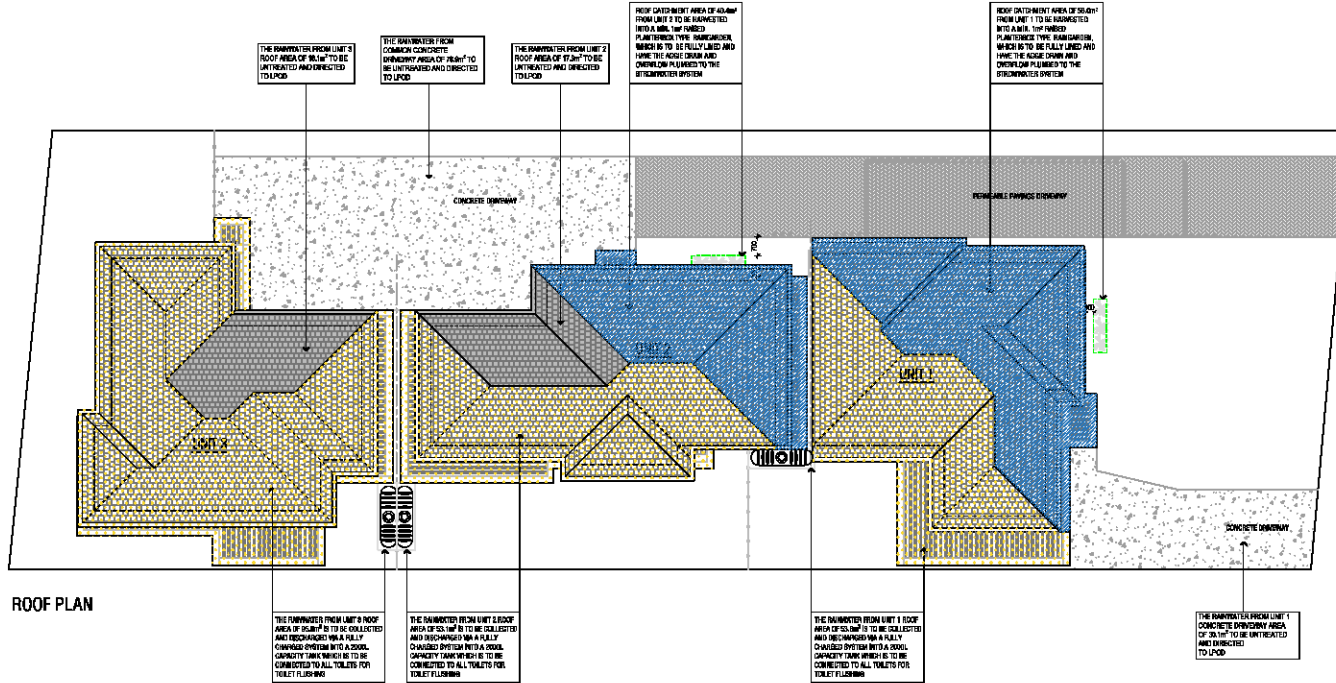 THE RAINWATER FROM UNIT 3
ROOF AREA OF 18.1m² TO BE
UNTREATED AND DIRECTED
TO LPOD
THE RAINWATER FROM
COMMON CONCRETE
DRIVEWAY AREA OF
BE UNTREATED AND DIRECTED
TO LPOD
THE RAINWATER FROM UNIT 2
ROOF AREA OF 17.3m² TO BE
UNTREATED AND DIRECTED
TO LPOD
ROOF CATCHMENT AREA OF
FROM UNIT 2 TO BE HARVESTED
INTO A MIN. 1m² RAISED
PLANTERBOX TYPE RAINGARDEN,
WHICH IS TO BE FULLY LINED AND
HAVE THE AGGIE DRAIN AND
OVERFLOW PLUMBED TO THE
STORMWATER SYSTEM
ROOF CATCHMENT AREA OF
FROM UNIT 1 TO BE HARVESTED
INTO A MIN. 1m² RAISED
PLANTERBOX TYPE RAINGARDEN,
WHICH IS TO BE FULLY LINED AND
HAVE THE AGGIE DRAIN AND
OVERFLOW PLUMBED TO THE
STORMWATER SYSTEM
CONCRETE DRIVEWAY
PERMEABLE PAVINGS DRIVEWAY
700
UNIT 2
UNIT 1
UNIT 3
CONCRETE DRIVEWAY
ROOF PLAN
THE RAINWATER FROM UNIT 3 ROOF
AREA OF IS TO BE COLLECTED
AND DISCHARGED VIA A FULLY
CHARGED SYSTEM INTO A 2000L
CAPACITY TANK WHICH IS TO BE
CONNECTED TO ALL TOILETS FOR
TOILET FLUSHING
THE RAINWATER FROM UNIT 2 ROOF
AREA OF 53.1m² IS TO BE COLLECTED
AND DISCHARGED VIA A FULLY
CHARGED SYSTEM INTO A 2000L
CAPACITY TANK WHICH IS TO BE
CONNECTED TO ALL TOILETS FOR
TOILET FLUSHING
THE RAINWATER FROM UNIT 1 ROOF
AREA OF IS TO BE COLLECTED
AND DISCHARGED VIA A FULLY
CHARGED SYSTEM INTO A 2000L
CAPACITY TANK WHICH IS TO BE
CONNECTED TO ALL TOILETS FOR
TOILET FLUSHING
THE RAINWATER FROM UNIT 1
CONCRETE DRIVEWAY AREA
OF 30.1m² TO BE UNTREATED
AND DIRECTED
TO LPOD